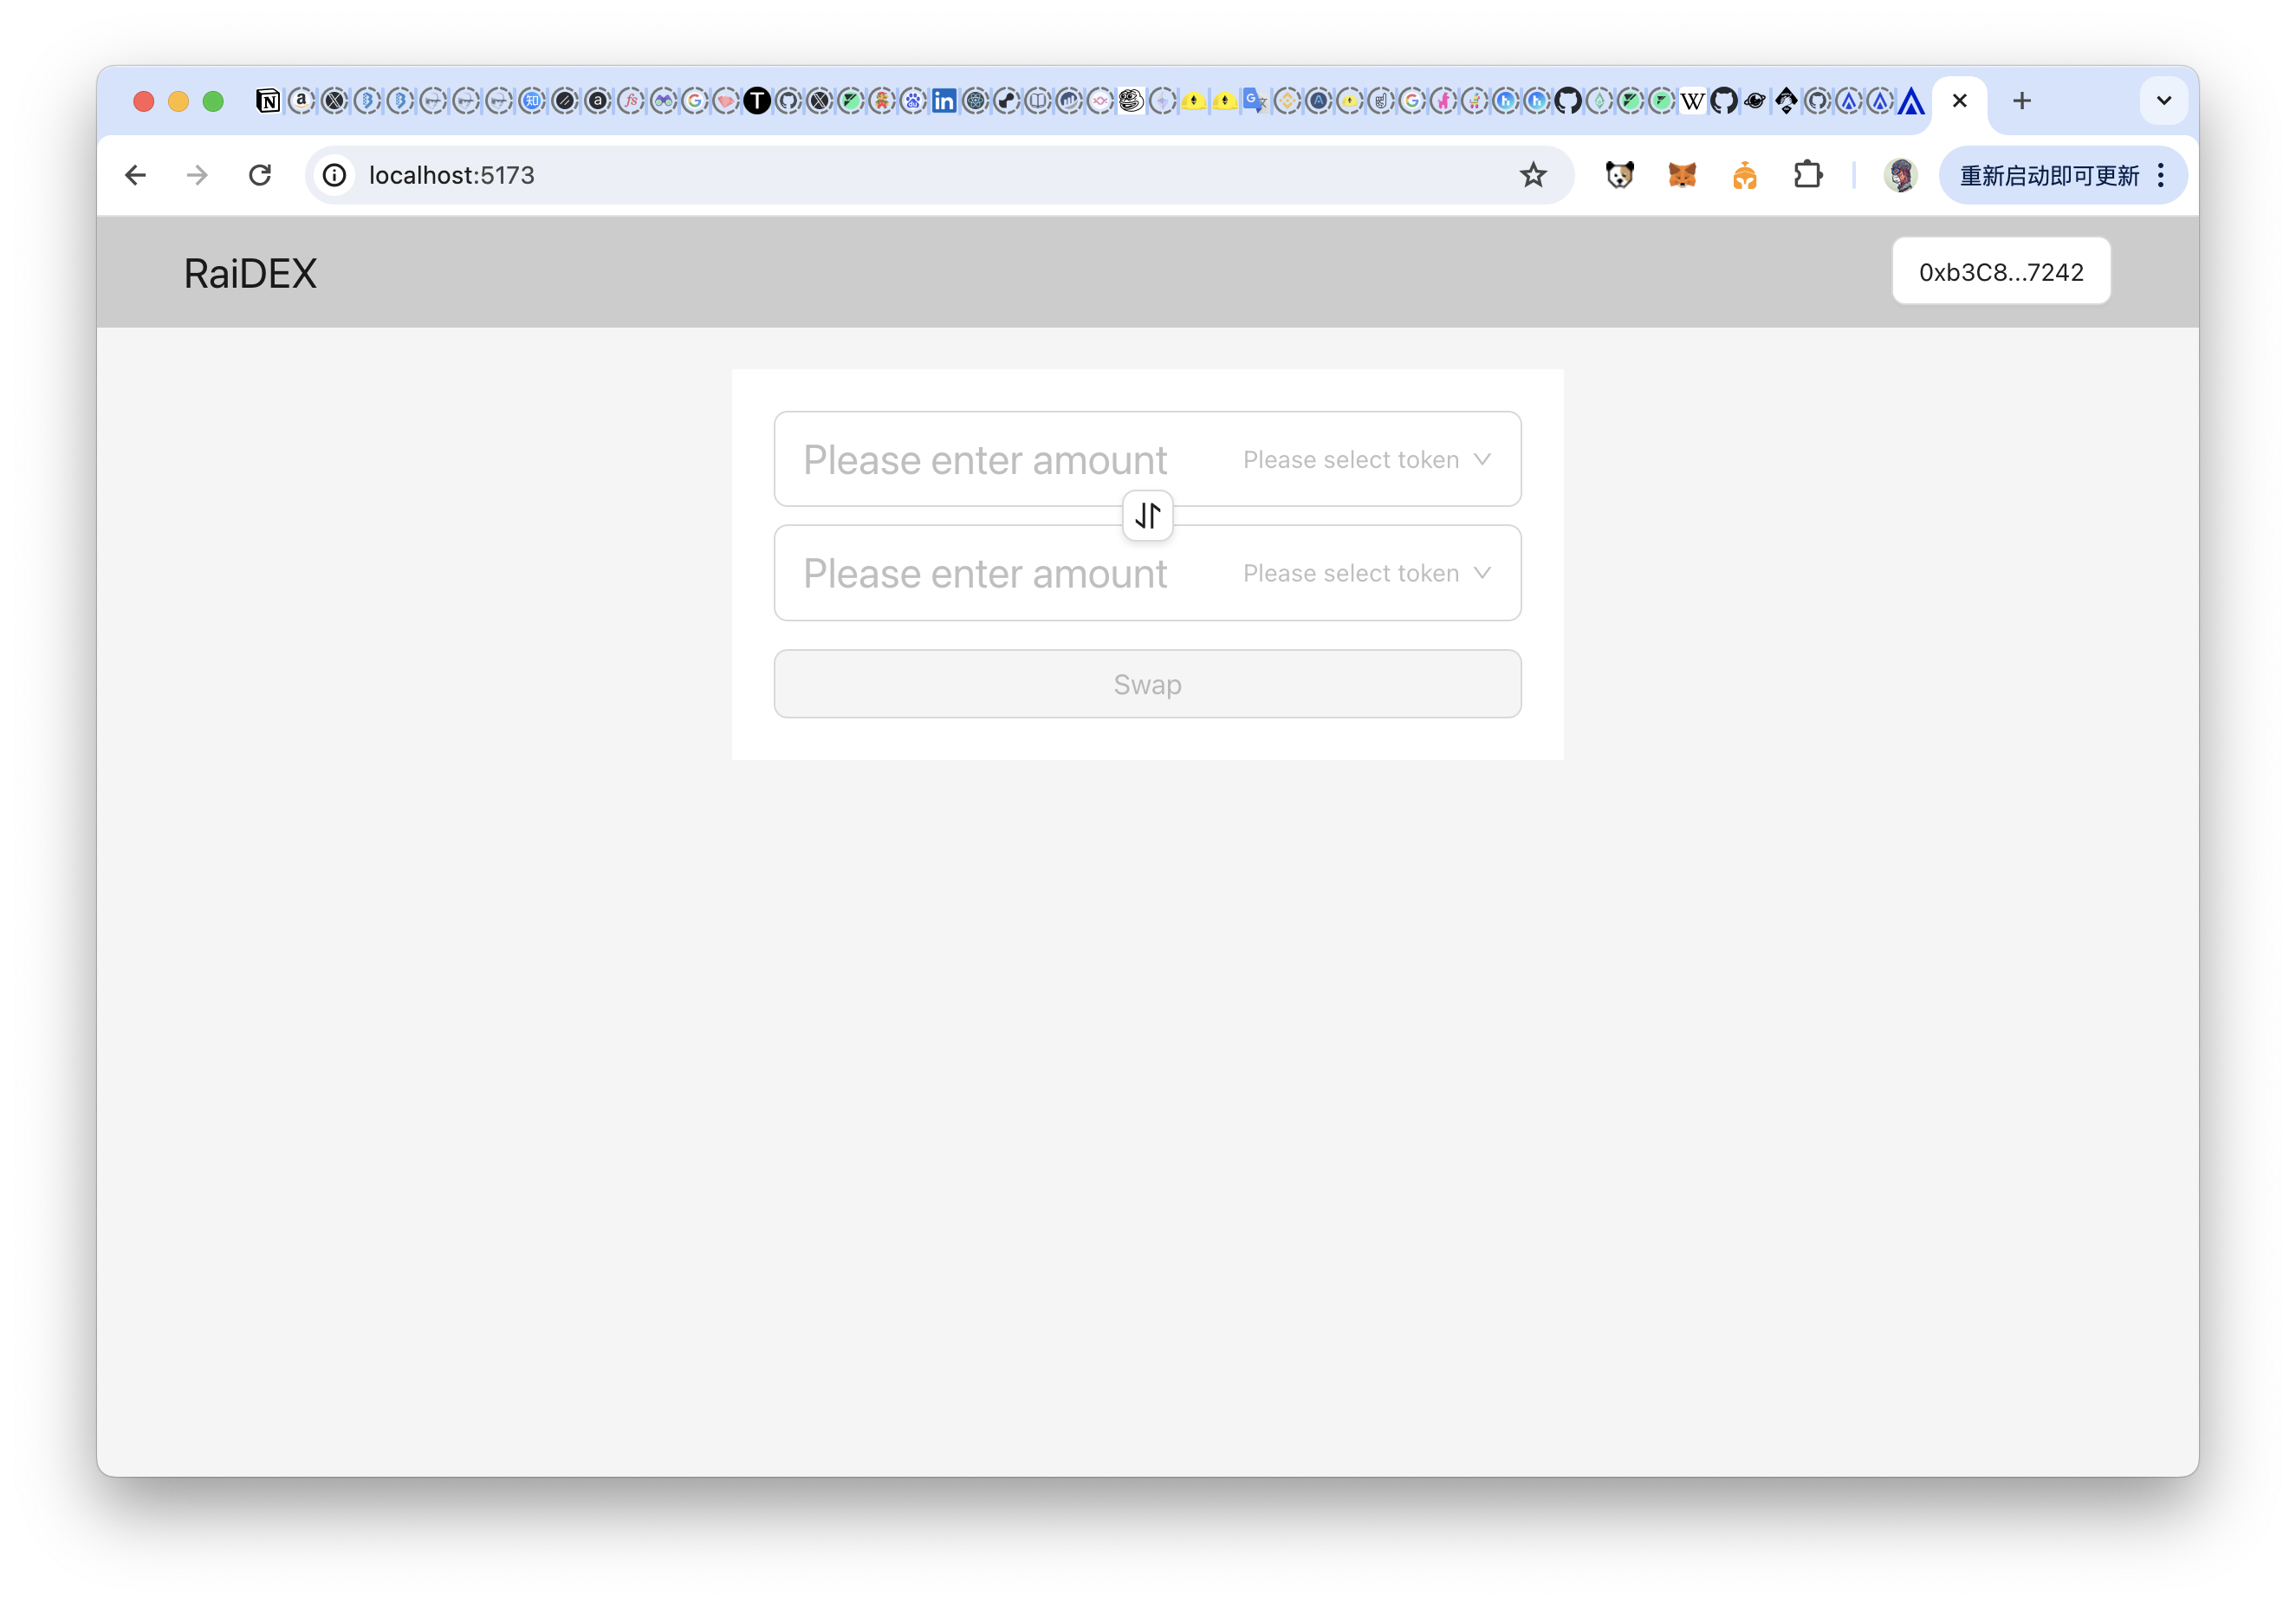 localhost:5173
重新启动即可更新
RaiDEX
0xb3C8...7242
Please enter amount
Please select token
Please enter amount
Please select token
Swap